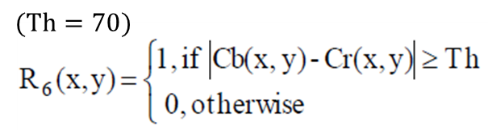 (Th = 70)
1, if |Cb(x, y) - Cr(x,y)| ≥ Th
R₆(x,y) = {
0, otherwise